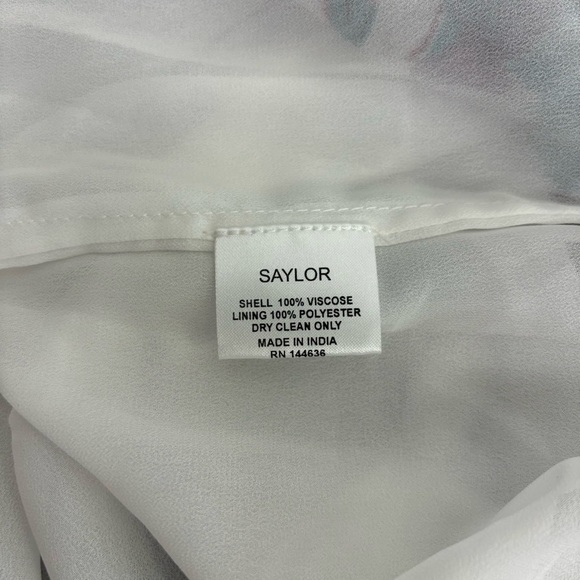 SAYLOR
SHELL 100% VISCOSE
LINING 100% POLYESTER
DRY CLEAN ONLY
MADE IN INDIA
RN 144636